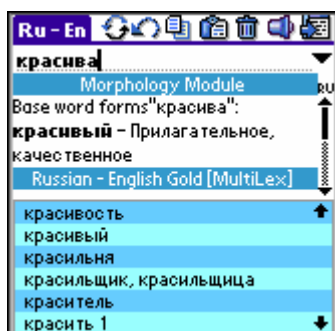 Ru - En
красива
Morphology Module
RU
Base word forms"красива":
красивый – Прилагательное,
качественное
Russian - English Gold [MultiLex]
красивость
красивый
красильня
красильщик, красильщица
краситель
красить 1